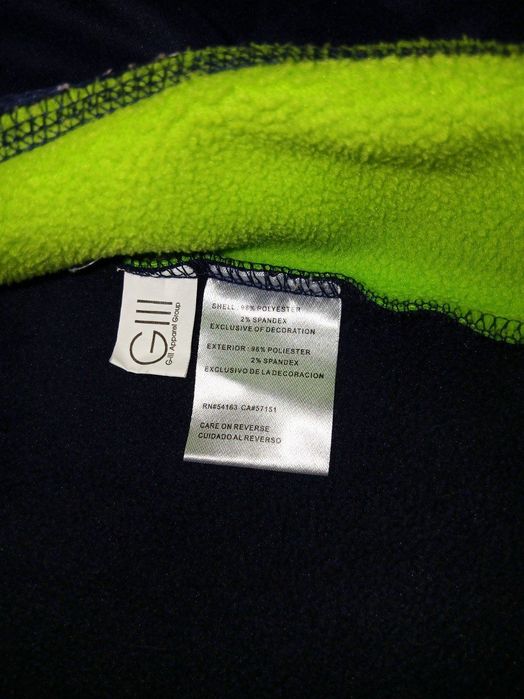 GIII
G-III Apparel Group
SHELL: 98% POLYESTER
2% SPANDEX
EXCLUSIVE OF DECORATION
EXTERIOR: 98% POLIESTER
2% SPANDEX
EXCLUSIVO DE LA DECORACION
RN#54163 CA#57151
CARE ON REVERSE
CUIDADO AL REVERSO